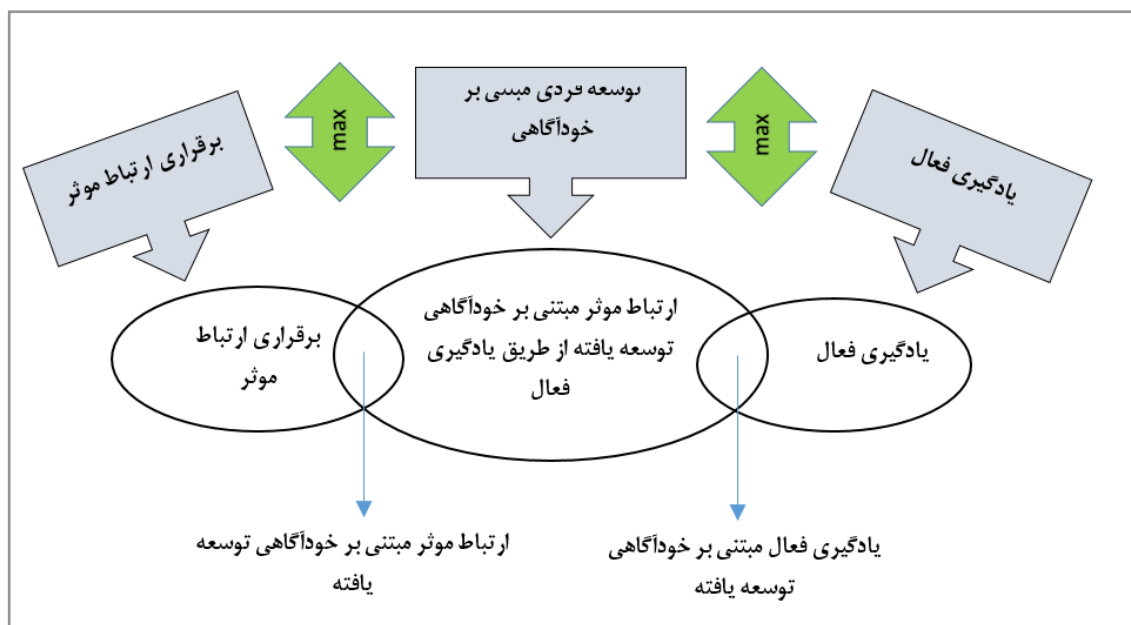 توسعه فردی مبتنی بر
خودآگاهی
max
max
یادگیری فعال
برقراری ارتباط موثر
ارتباط موثر مبتنی بر خودآگاهی
توسعه یافته از طریق یادگیری
فعال
یادگیری فعال
برقراری ارتباط
موثر
یادگیری فعال مبتنی بر خودآگاهی
توسعه یافته
ارتباط موثر مبتنی بر خودآگاهی توسعه
یافته